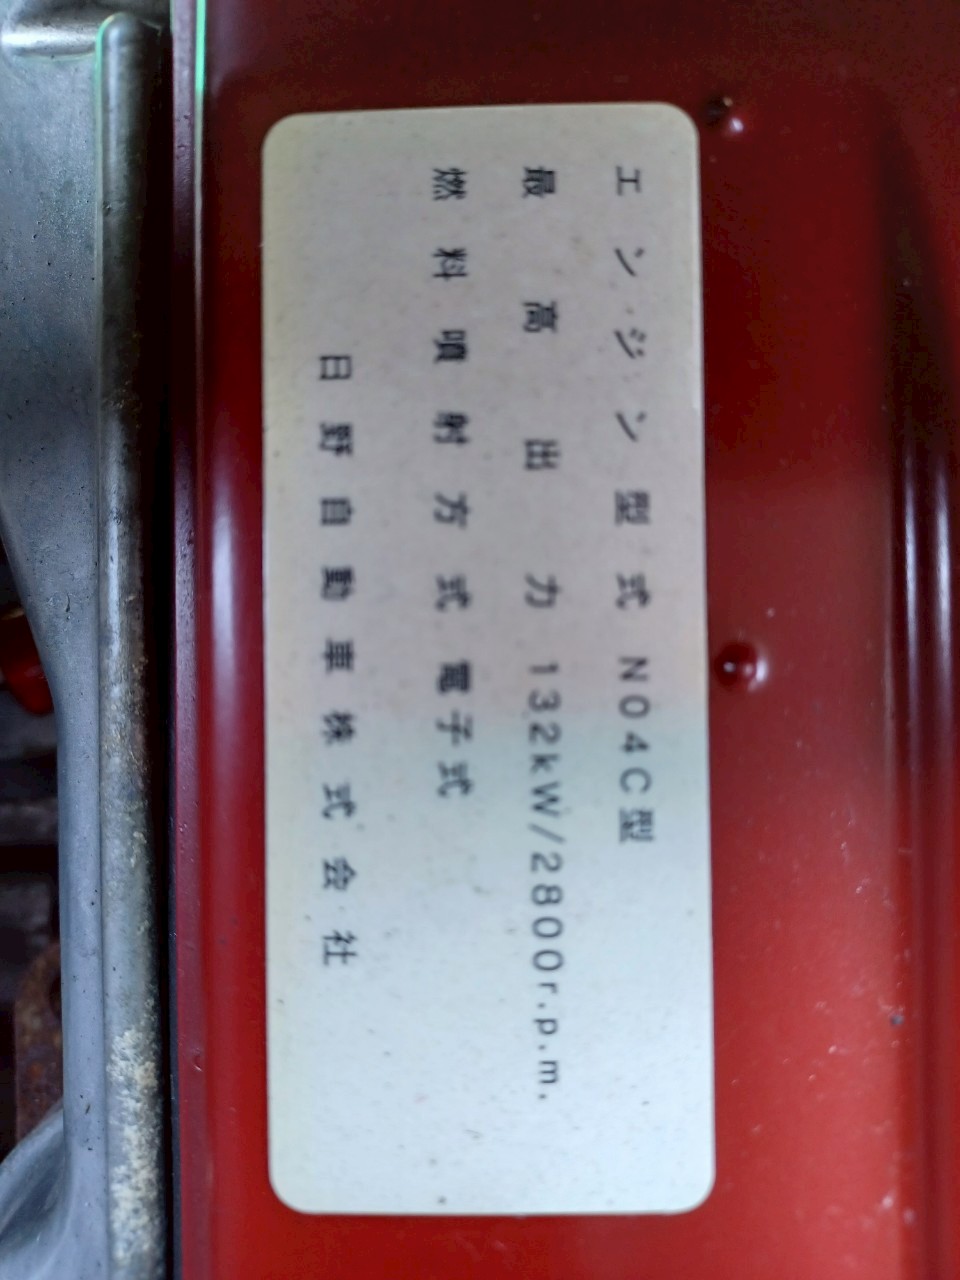 エンジン型式 N04C型
最高出力 132kW/2800r.p.m.
燃料噴射方式 電子式
日野自動車株式会社